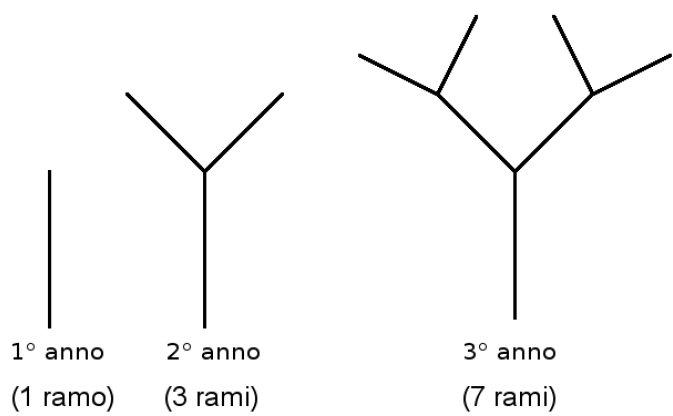 1° anno
(1 ramo)
2° anno
(3 rami)
3° anno
(7 rami)